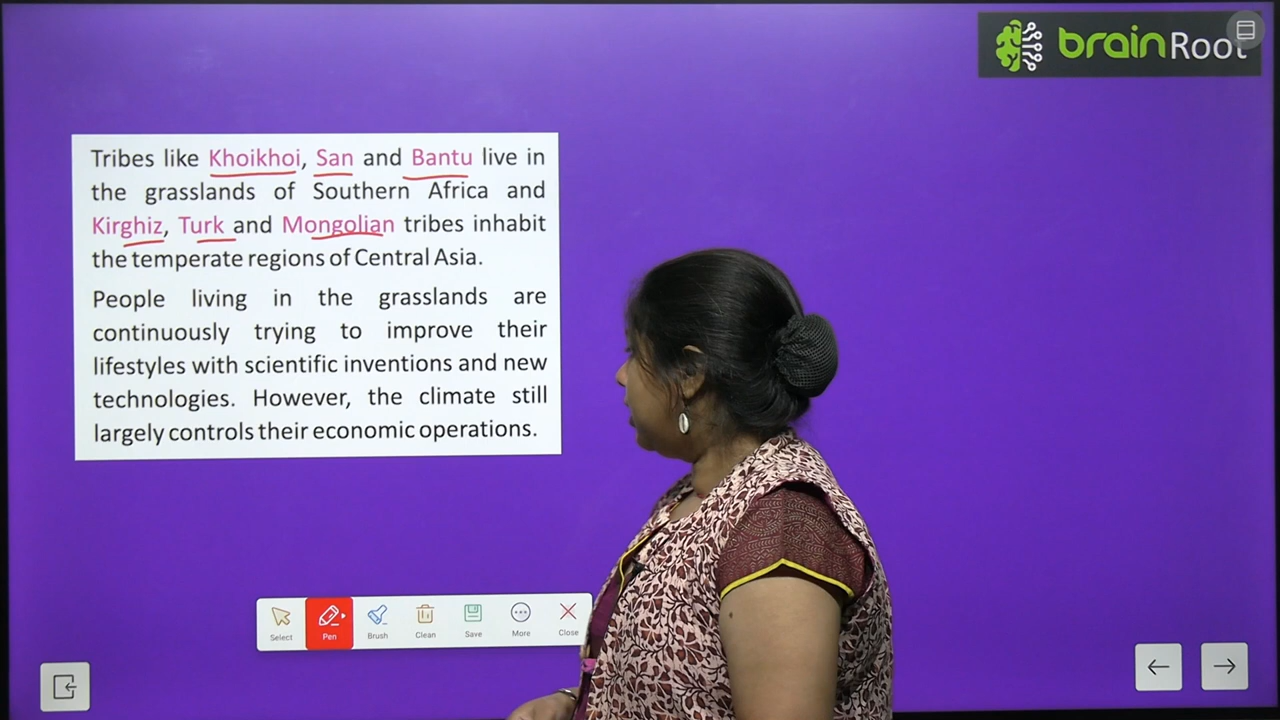 brainRoot
Tribes like Khoikhoi, San and Bantu live in
the grasslands of Southern Africa and
Kirghiz, Turk and Mongolian tribes inhabit
the temperate regions of Central Asia.
People living in the grasslands are
continuously trying to improve their
lifestyles with scientific inventions and new
technologies. However, the climate still
largely controls their economic operations.
Select Pen Brush Clean Save More Close